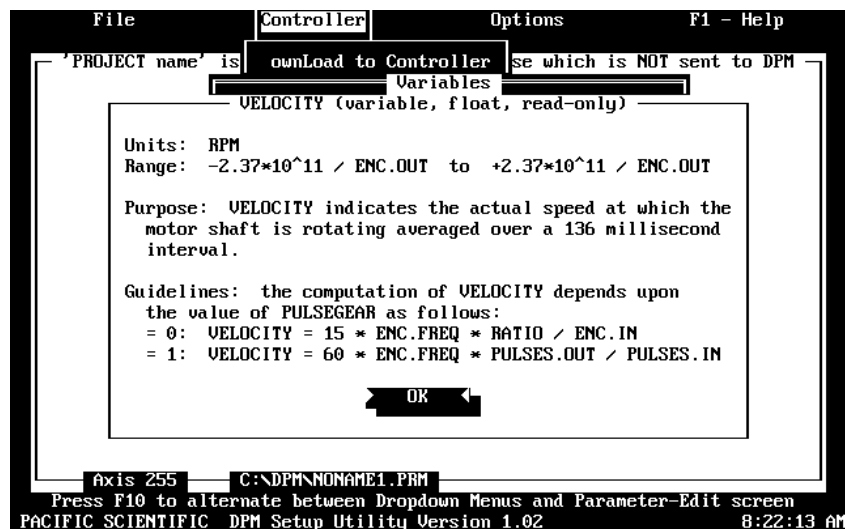 File Controller Options F1 - Help
'PROJECT name' is ownLoad to Controller se which is NOT sent to DPM
Variables
VELOCITY (variable, float, read-only)
Units: RPM
Range: -2.37*10^11 / ENC.OUT to +2.37*10^11 / ENC.OUT
Purpose: VELOCITY indicates the actual speed at which the
motor shaft is rotating averaged over a 136 millisecond
interval.
Guidelines: the computation of VELOCITY depends upon
the value of PULSEGEAR as follows:
= 0: VELOCITY = 15 * ENC.FREQ * RATIO / ENC.IN
= 1: VELOCITY = 60 * ENC.FREQ * PULSES.OUT / PULSES.IN
OK
Axis 255 C:\DPM\NONAME1.PRM
Press F10 to alternate between Dropdown Menus and Parameter-Edit screen
PACIFIC SCIENTIFIC DPM Setup Utility Version 1.02 8:22:13 AM